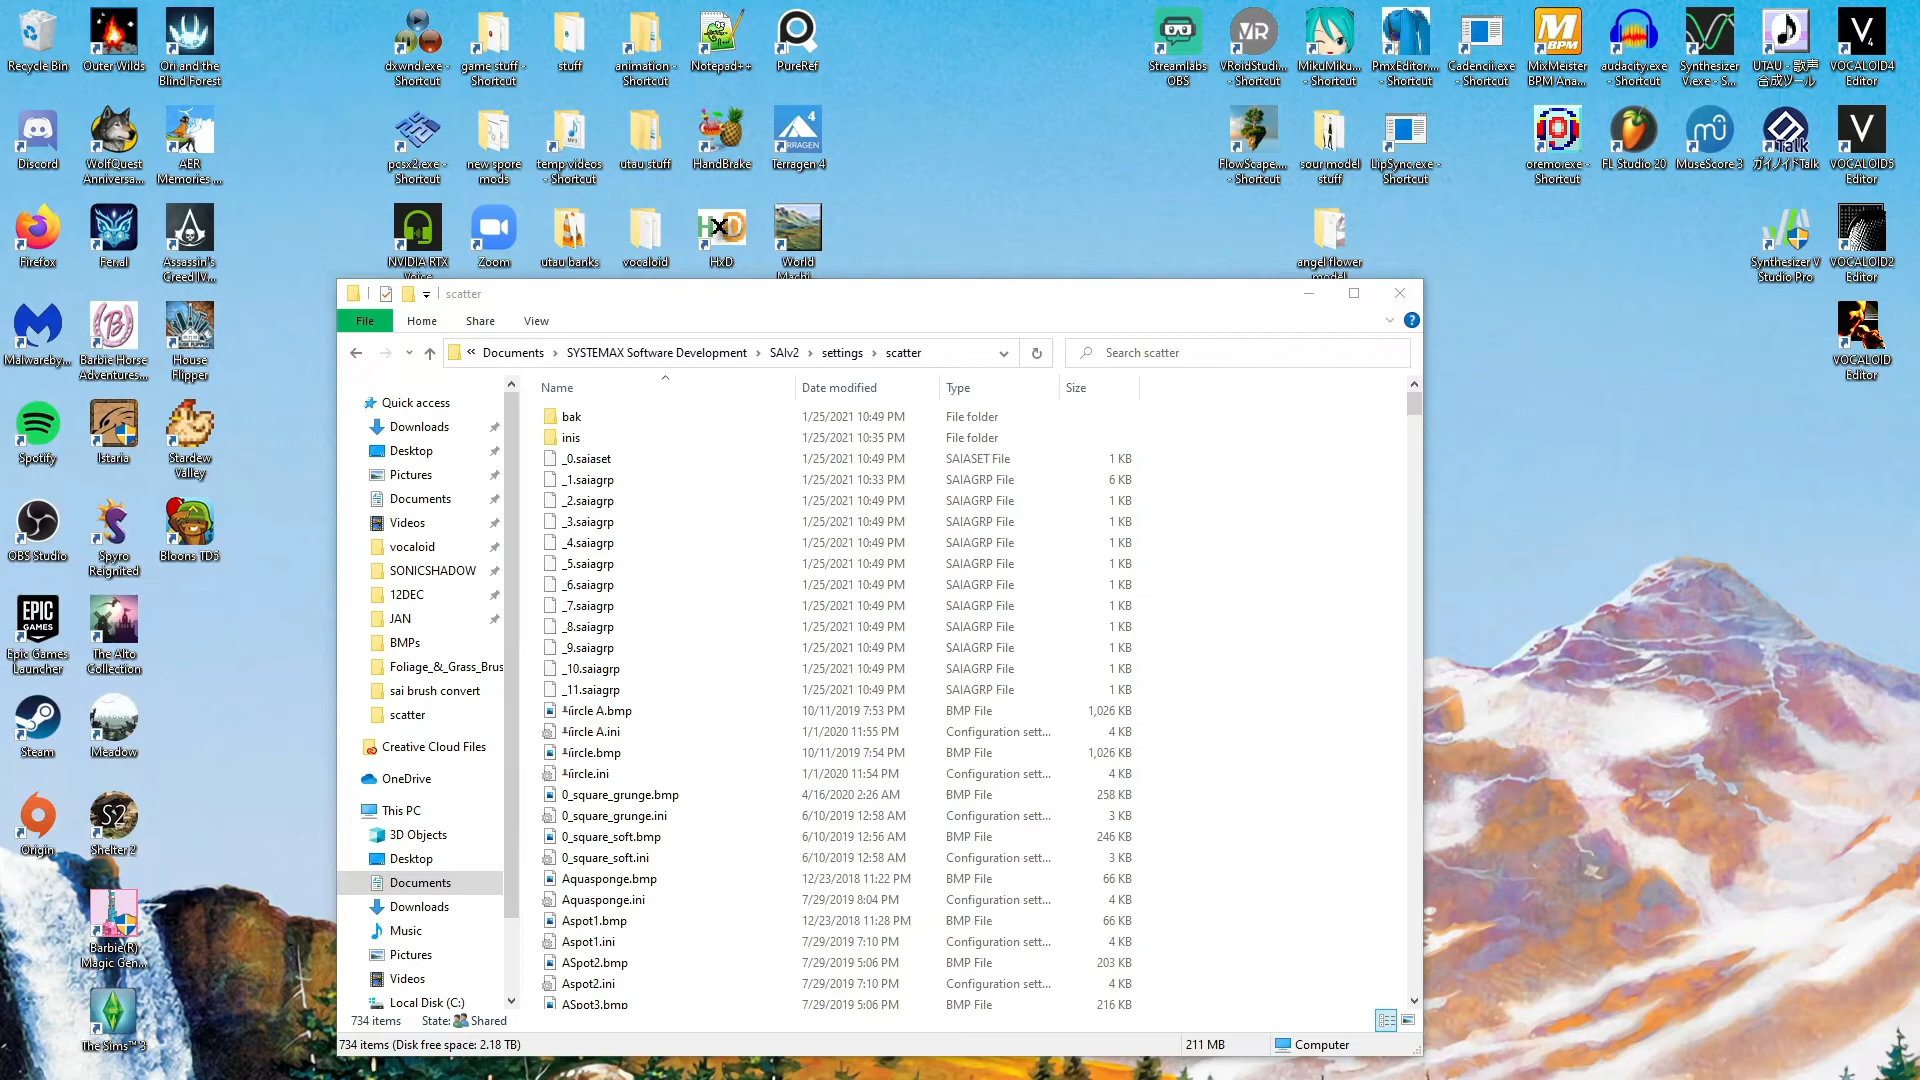 Recycle Bin
Outer Wilds
Ori and the
Blind Forest
dxwnd.exe -
Shortcut
game stuff -
Shortcut
stuff
animation -
Shortcut
Notepad++
PureRef
Streamlabs
OBS
VRoidStudi...
- Shortcut
MikuMiku...
- Shortcut
PmxEditor....
- Shortcut
Cadencii.exe
- Shortcut
MixMeister
BPM Ana...
audacity.exe
- Shortcut
Synthesizer
V.exe - S...
UTAU - 歌声
合成ツール
VOCALOID4
Editor
Discord
WolfQuest
Anniversa...
AER
Memories ...
pcsx2.exe -
Shortcut
new spore
mods
temp videos
- Shortcut
utau stuff
HandBrake
Terragen 4
FlowScape....
- Shortcut
sour model
stuff
LipSync.exe -
Shortcut
oremo.exe -
Shortcut
FL Studio 20
MuseScore 3
ガイノイドTalk
VOCALOID5
Editor
Firefox
Feral
Assassin's
Creed IV...
NVIDIA RTX
Voice
Zoom
utau banks
vocaloid
HxD
World
Machi...
angel flower
model
Synthesizer V
Studio Pro
VOCALOID2
Editor
Malwareby...
Barbie Horse
Adventures...
House
Flipper
VOCALOID
Editor
Spotify
Istaria
Stardew
Valley
OBS Studio
Spyro
Reignited
Bloons TD5
Epic Games
Launcher
The Alto
Collection
Steam
Meadow
Origin
Shelter 2
Barbie(R)
Magic Gen...
The Sims™ 3
scatter
File
Home
Share
View
« Documents › SYSTEMAX Software Development › SAIv2 › settings › scatter
Search scatter
Name
Date modified
Type
Size
Quick access
Downloads
Desktop
Pictures
Documents
Videos
vocaloid
SONICSHADOW
12DEC
JAN
BMPs
Foliage_&_Grass_Brus
sai brush convert
scatter
Creative Cloud Files
OneDrive
This PC
3D Objects
Desktop
Documents
Downloads
Music
Pictures
Videos
Local Disk (C:)
bak 1/25/2021 10:49 PM File folder
inis 1/25/2021 10:35 PM File folder
_0.saiaset 1/25/2021 10:49 PM SAIASET File 1 KB
_1.saiagrp 1/25/2021 10:33 PM SAIAGRP File 6 KB
_2.saiagrp 1/25/2021 10:49 PM SAIAGRP File 1 KB
_3.saiagrp 1/25/2021 10:49 PM SAIAGRP File 1 KB
_4.saiagrp 1/25/2021 10:49 PM SAIAGRP File 1 KB
_5.saiagrp 1/25/2021 10:49 PM SAIAGRP File 1 KB
_6.saiagrp 1/25/2021 10:49 PM SAIAGRP File 1 KB
_7.saiagrp 1/25/2021 10:49 PM SAIAGRP File 1 KB
_8.saiagrp 1/25/2021 10:49 PM SAIAGRP File 1 KB
_9.saiagrp 1/25/2021 10:49 PM SAIAGRP File 1 KB
_10.saiagrp 1/25/2021 10:49 PM SAIAGRP File 1 KB
_11.saiagrp 1/25/2021 10:49 PM SAIAGRP File 1 KB
╨íircle A.bmp 10/11/2019 7:53 PM BMP File 1,026 KB
╨íircle A.ini 1/1/2020 11:55 PM Configuration sett... 4 KB
╨íircle.bmp 10/11/2019 7:54 PM BMP File 1,026 KB
╨íircle.ini 1/1/2020 11:54 PM Configuration sett... 4 KB
0_square_grunge.bmp 4/16/2020 2:26 AM BMP File 258 KB
0_square_grunge.ini 6/10/2019 12:58 AM Configuration sett... 3 KB
0_square_soft.bmp 6/10/2019 12:56 AM BMP File 246 KB
0_square_soft.ini 6/10/2019 12:58 AM Configuration sett... 3 KB
Aquasponge.bmp 12/23/2018 11:22 PM BMP File 66 KB
Aquasponge.ini 7/29/2019 8:04 PM Configuration sett... 4 KB
Aspot1.bmp 12/23/2018 11:28 PM BMP File 66 KB
Aspot1.ini 7/29/2019 7:10 PM Configuration sett... 4 KB
ASpot2.bmp 7/29/2019 5:06 PM BMP File 203 KB
Aspot2.ini 7/29/2019 7:10 PM Configuration sett... 4 KB
ASpot3.bmp 7/29/2019 5:06 PM BMP File 216 KB
734 items State: Shared
734 items (Disk free space: 2.18 TB) 211 MB Computer